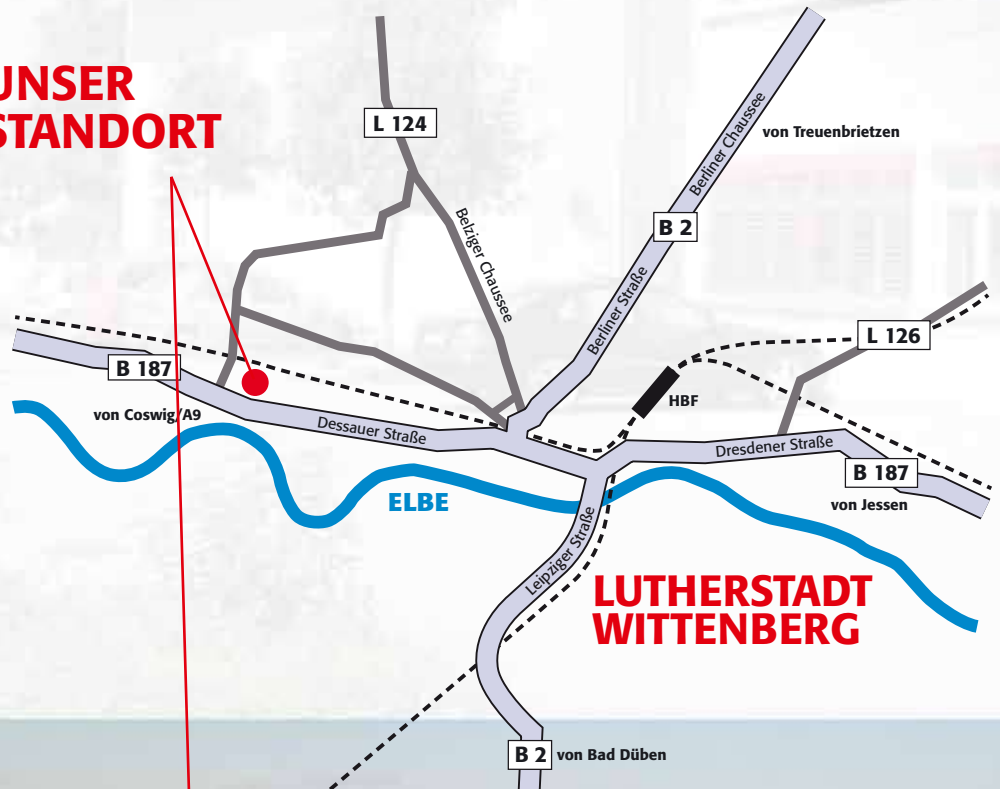 UNSER
STANDORT
L 124
Belziger Chaussee
Berliner Chaussee
von Treuenbrietzen
B 2
Berliner Straße
L 126
B 187
von Coswig/A9
HBF
Dessauer Straße
Dresdener Straße
B 187
von Jessen
ELBE
Leipziger Straße
LUTHERSTADT
WITTENBERG
B 2
von Bad Düben